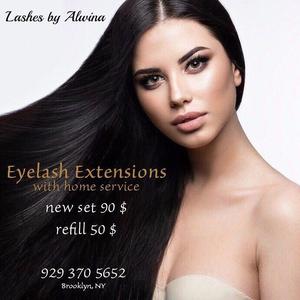 Lashes by Alwina
Eyelash Extensions
with home service
new set 90 $
refill 50 $
929 370 5652
Brooklyn, NY